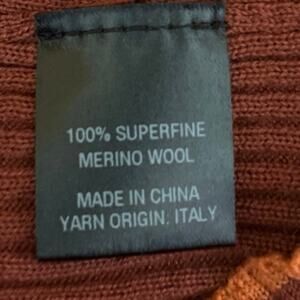 100% SUPERFINE
MERINO WOOL
MADE IN CHINA
YARN ORIGIN: ITALY